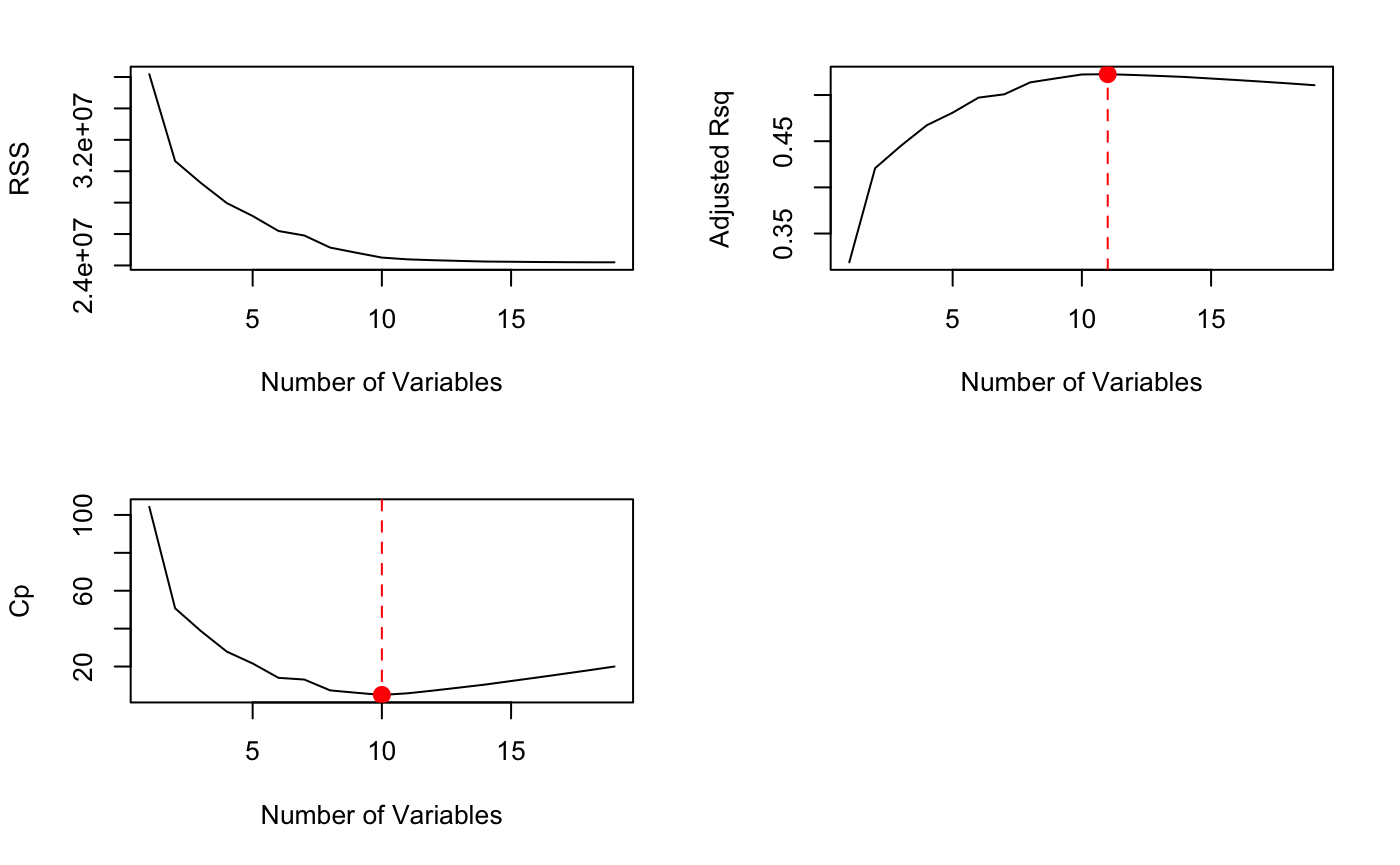 RSS
3.2e+07
2.4e+07
5 10 15
Number of Variables
Adjusted Rsq
0.45
0.35
5 10 15
Number of Variables
Cp
100
60
20
5 10 15
Number of Variables